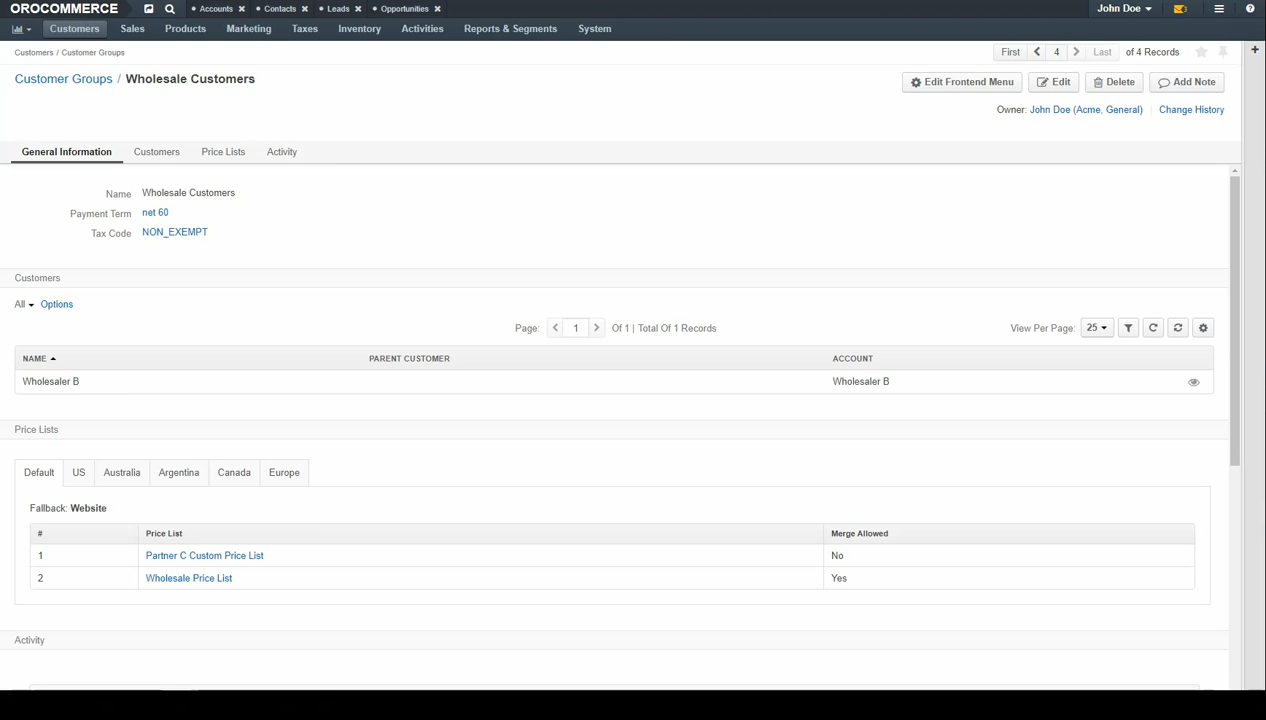 OROCOMMERCE Accounts Contacts Leads Opportunities John Doe
Customers Sales Products Marketing Taxes Inventory Activities Reports & Segments System
Customers / Customer Groups First 4 Last of 4 Records
Customer Groups / Wholesale Customers Edit Frontend Menu Edit Delete Add Note
Owner: John Doe (Acme, General) Change History
General Information Customers Price Lists Activity
Name Wholesale Customers
Payment Term net 60
Tax Code NON_EXEMPT
Customers
All Options
Page: 1 Of 1 | Total Of 1 Records View Per Page: 25
NAME PARENT CUSTOMER ACCOUNT
Wholesaler B Wholesaler B
Price Lists
Default US Australia Argentina Canada Europe
Fallback: Website
# Price List Merge Allowed
1 Partner C Custom Price List No
2 Wholesale Price List Yes
Activity